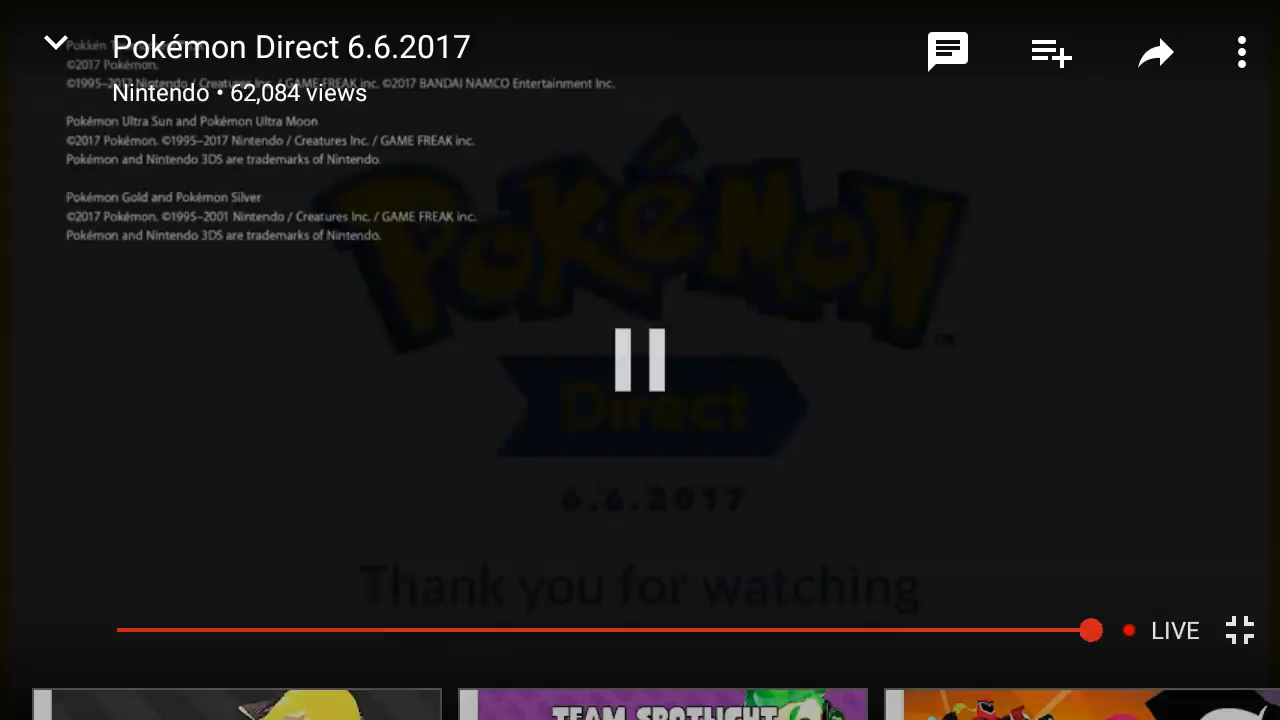 Pokémon Direct 6.6.2017
Pokkén T
©2017 Pokémon.
©1995–2017 Nintendo / Creatures Inc. / GAME FREAK inc. ©2017 BANDAI NAMCO Entertainment Inc.
Nintendo • 62,084 views
Pokémon Ultra Sun and Pokémon Ultra Moon
©2017 Pokémon. ©1995–2017 Nintendo / Creatures Inc. / GAME FREAK inc.
Pokémon and Nintendo 3DS are trademarks of Nintendo.
Pokémon Gold and Pokémon Silver
©2017 Pokémon. ©1995–2001 Nintendo / Creatures Inc. / GAME FREAK inc.
Pokémon and Nintendo 3DS are trademarks of Nintendo.
POKéMON
TM
Direct
6.6.2017
Thank you for watching
LIVE
TEAM SPOTLIGHT